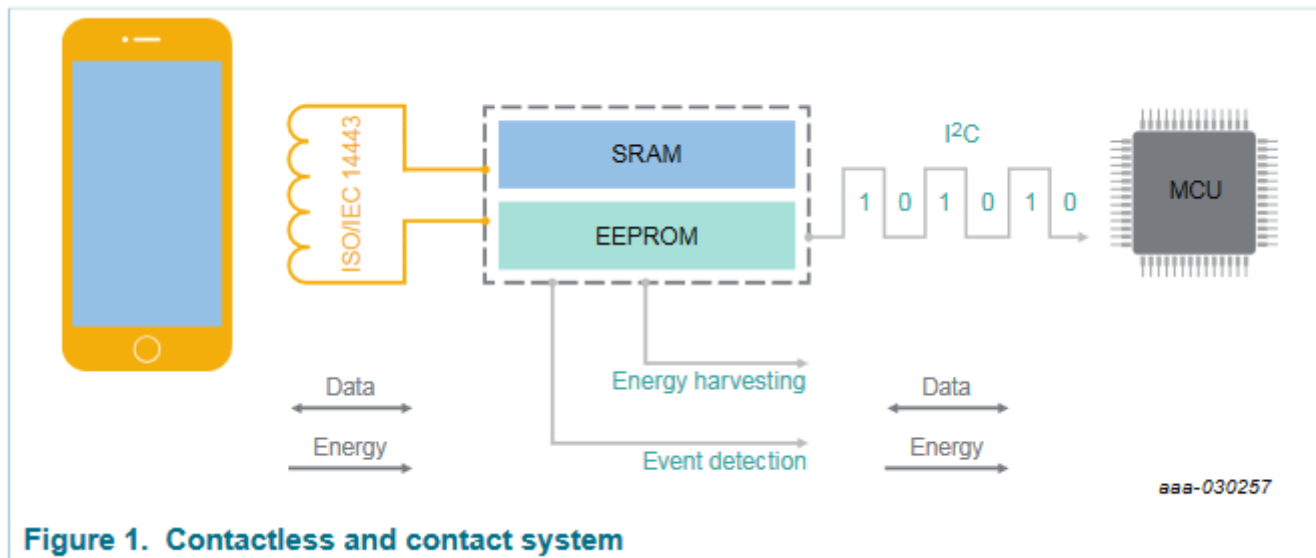 ISO/IEC 14443
SRAM
EEPROM
I²C
1 0 1 0 1 0
MCU
Energy harvesting
Event detection
Data
Energy
Data
Energy
aaa-030257
Figure 1. Contactless and contact system